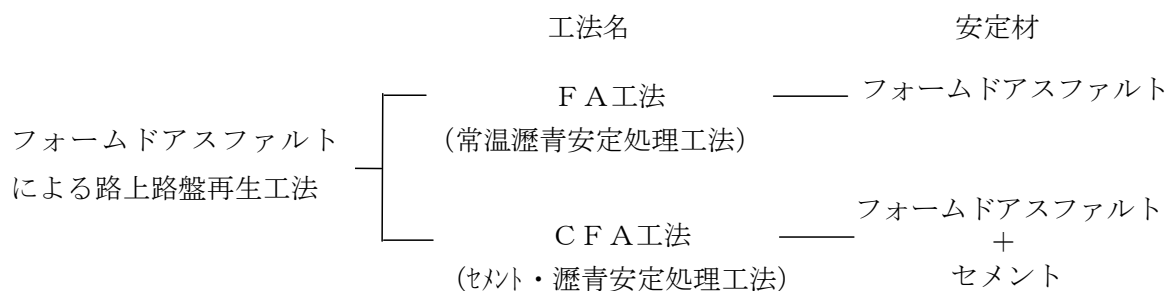 工法名 安定材
ＦＡ工法 フォームドアスファルト
(常温瀝青安定処理工法)
フォームドアスファルト
による路上路盤再生工法
ＣＦＡ工法 フォームドアスファルト
＋
(ｾﾒﾝﾄ・瀝青安定処理工法) セメント